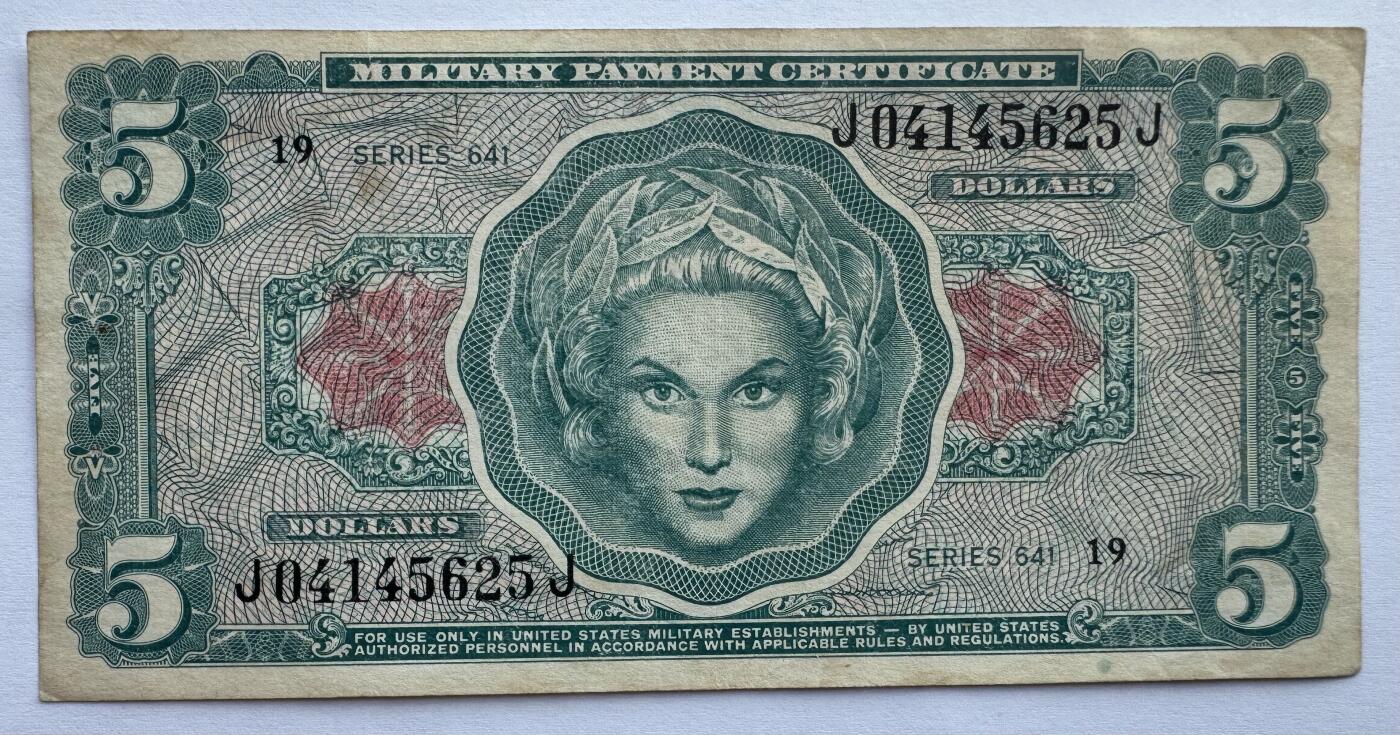 MILITARY PAYMENT CERTIFICATE
5
5
J04145625J
19 SERIES 641
DOLLARS
V FIVE V
FIVE 5 FIVE
DOLLARS
J04145625J
SERIES 641 19
5
5
FOR USE ONLY IN UNITED STATES MILITARY ESTABLISHMENTS — BY UNITED STATES
AUTHORIZED PERSONNEL IN ACCORDANCE WITH APPLICABLE RULES AND REGULATIONS.